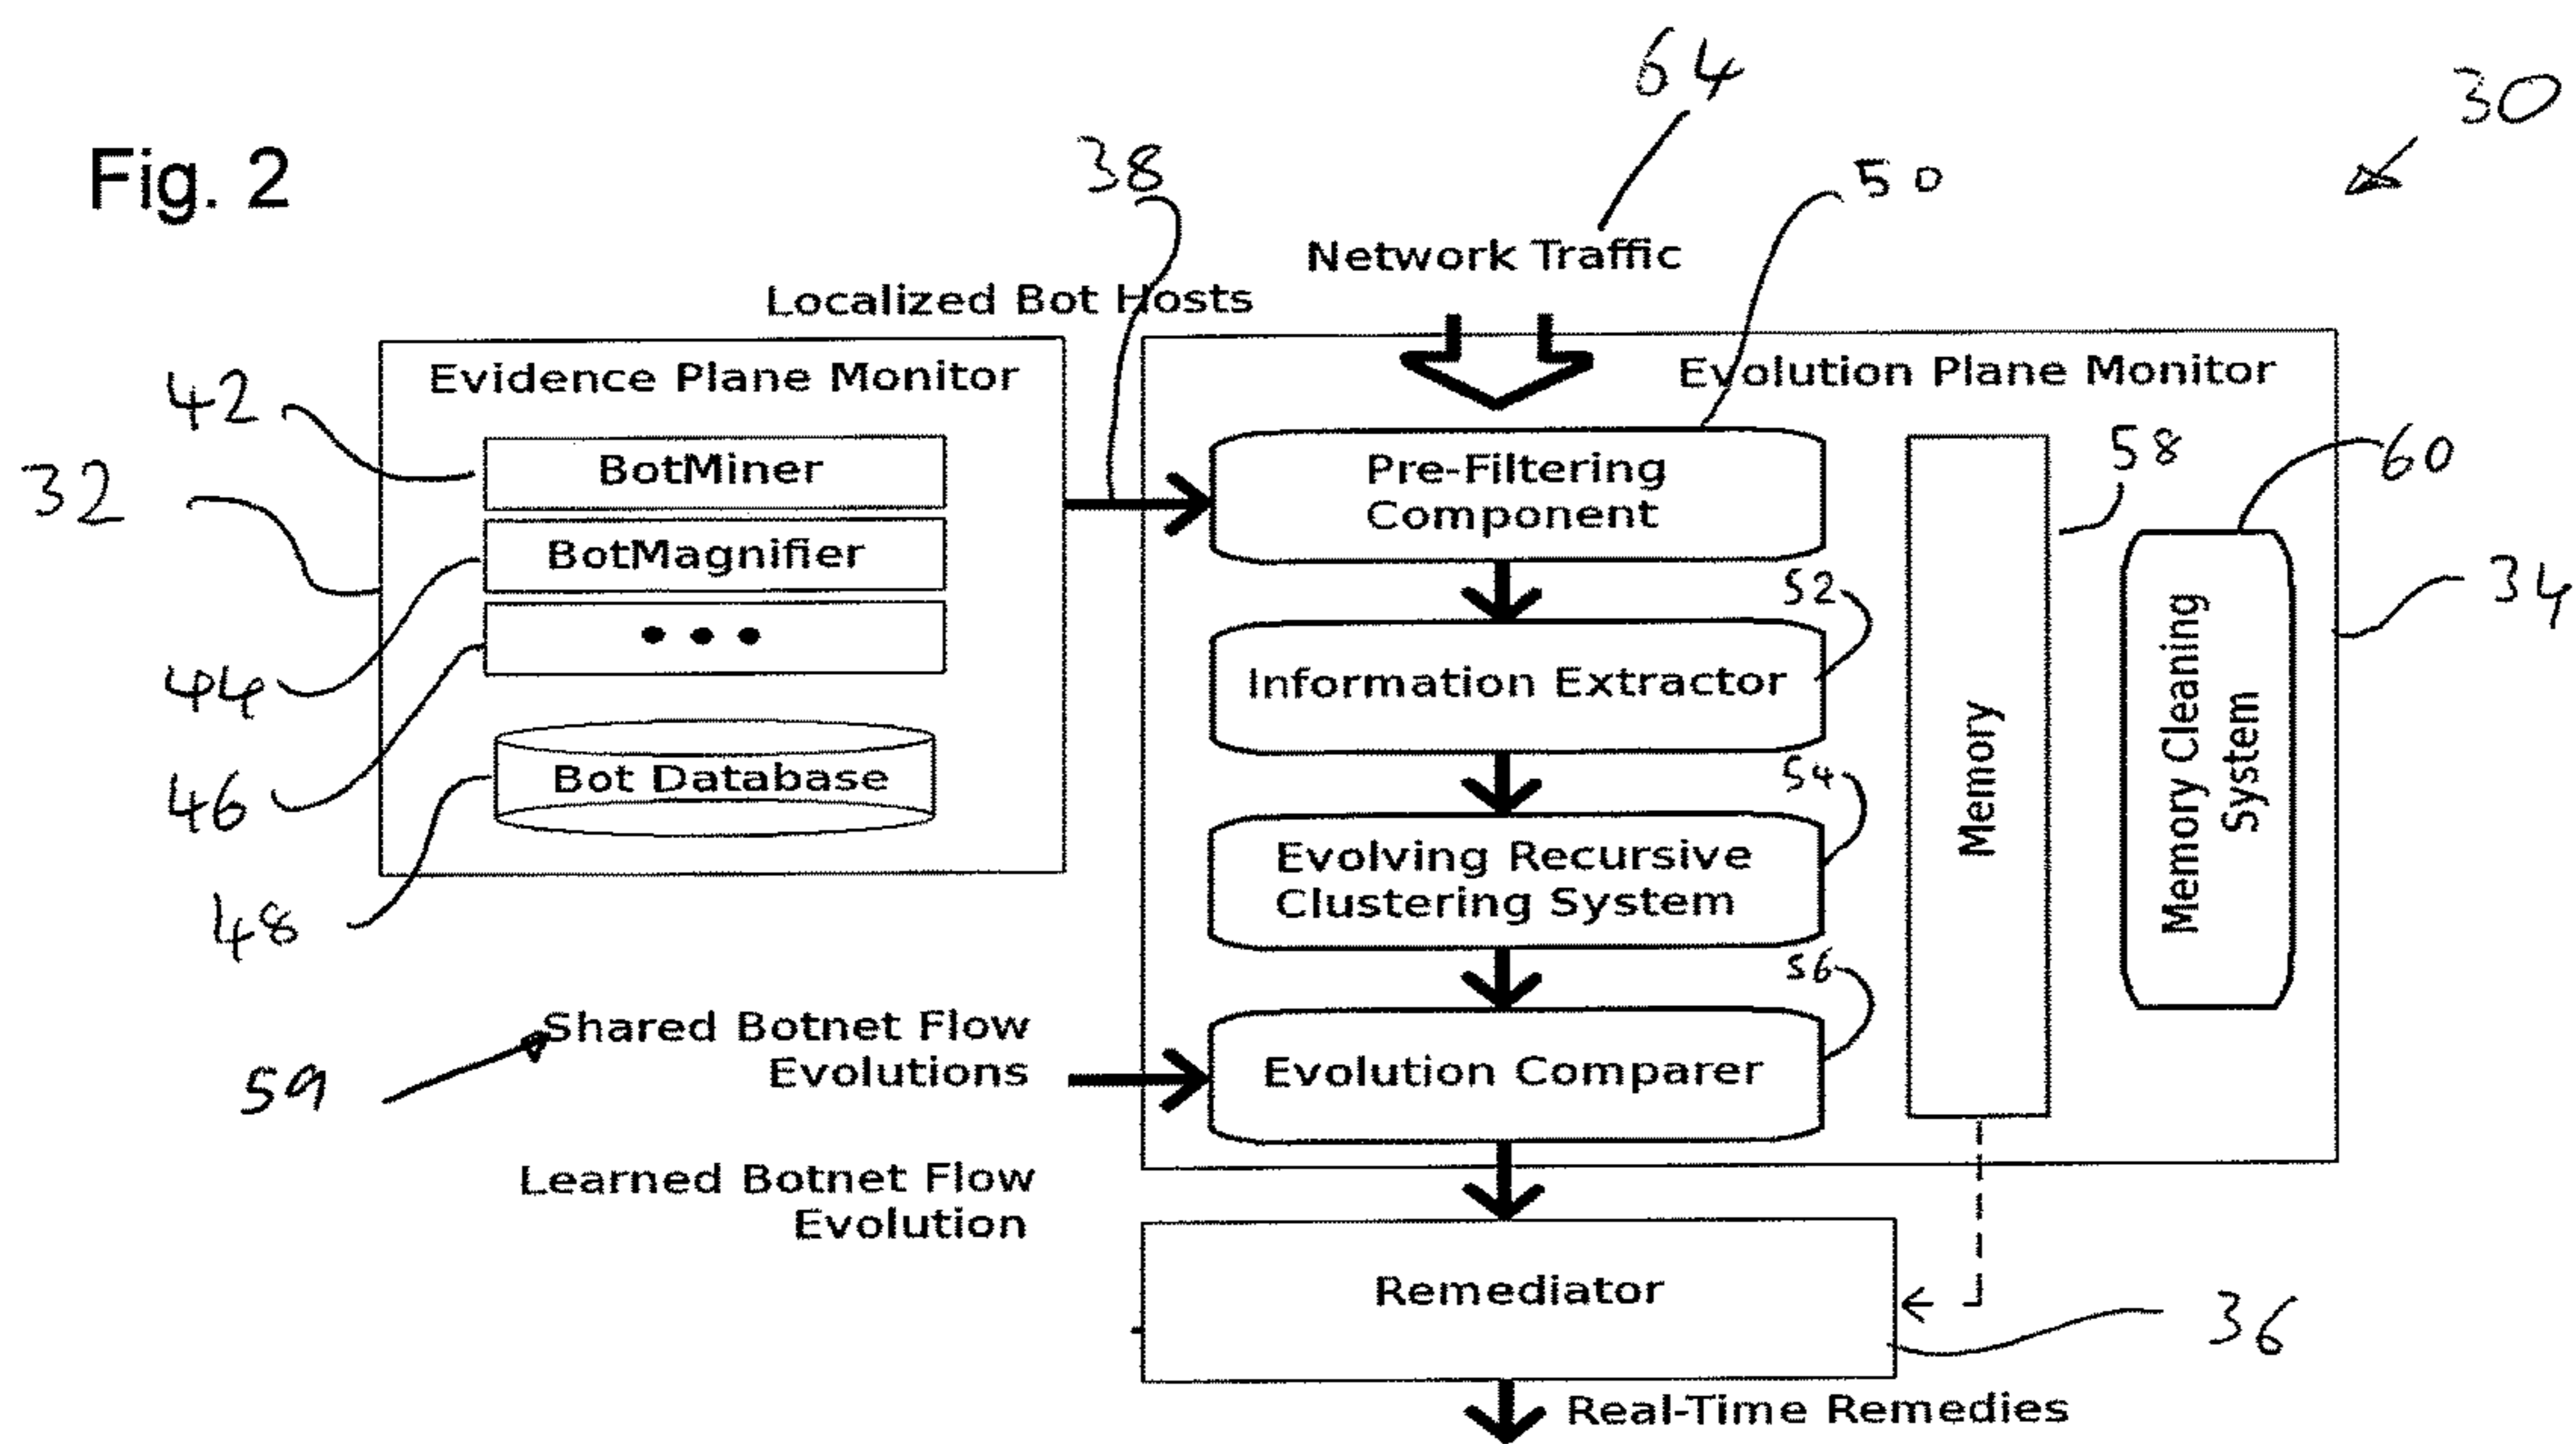 Fig. 2
64
30
38
50
Network Traffic
Localized Bot Hosts
Evidence Plane Monitor
Evolution Plane Monitor
42
BotMiner
32
BotMagnifier
44
• • •
46
Bot Database
48
Pre-Filtering
Component
58
60
52
34
Information Extractor
54
Memory
Memory Cleaning
System
Evolving Recursive
Clustering System
56
59
Shared Botnet Flow
Evolutions
Evolution Comparer
Learned Botnet Flow
Evolution
Remediator
36
Real-Time Remedies